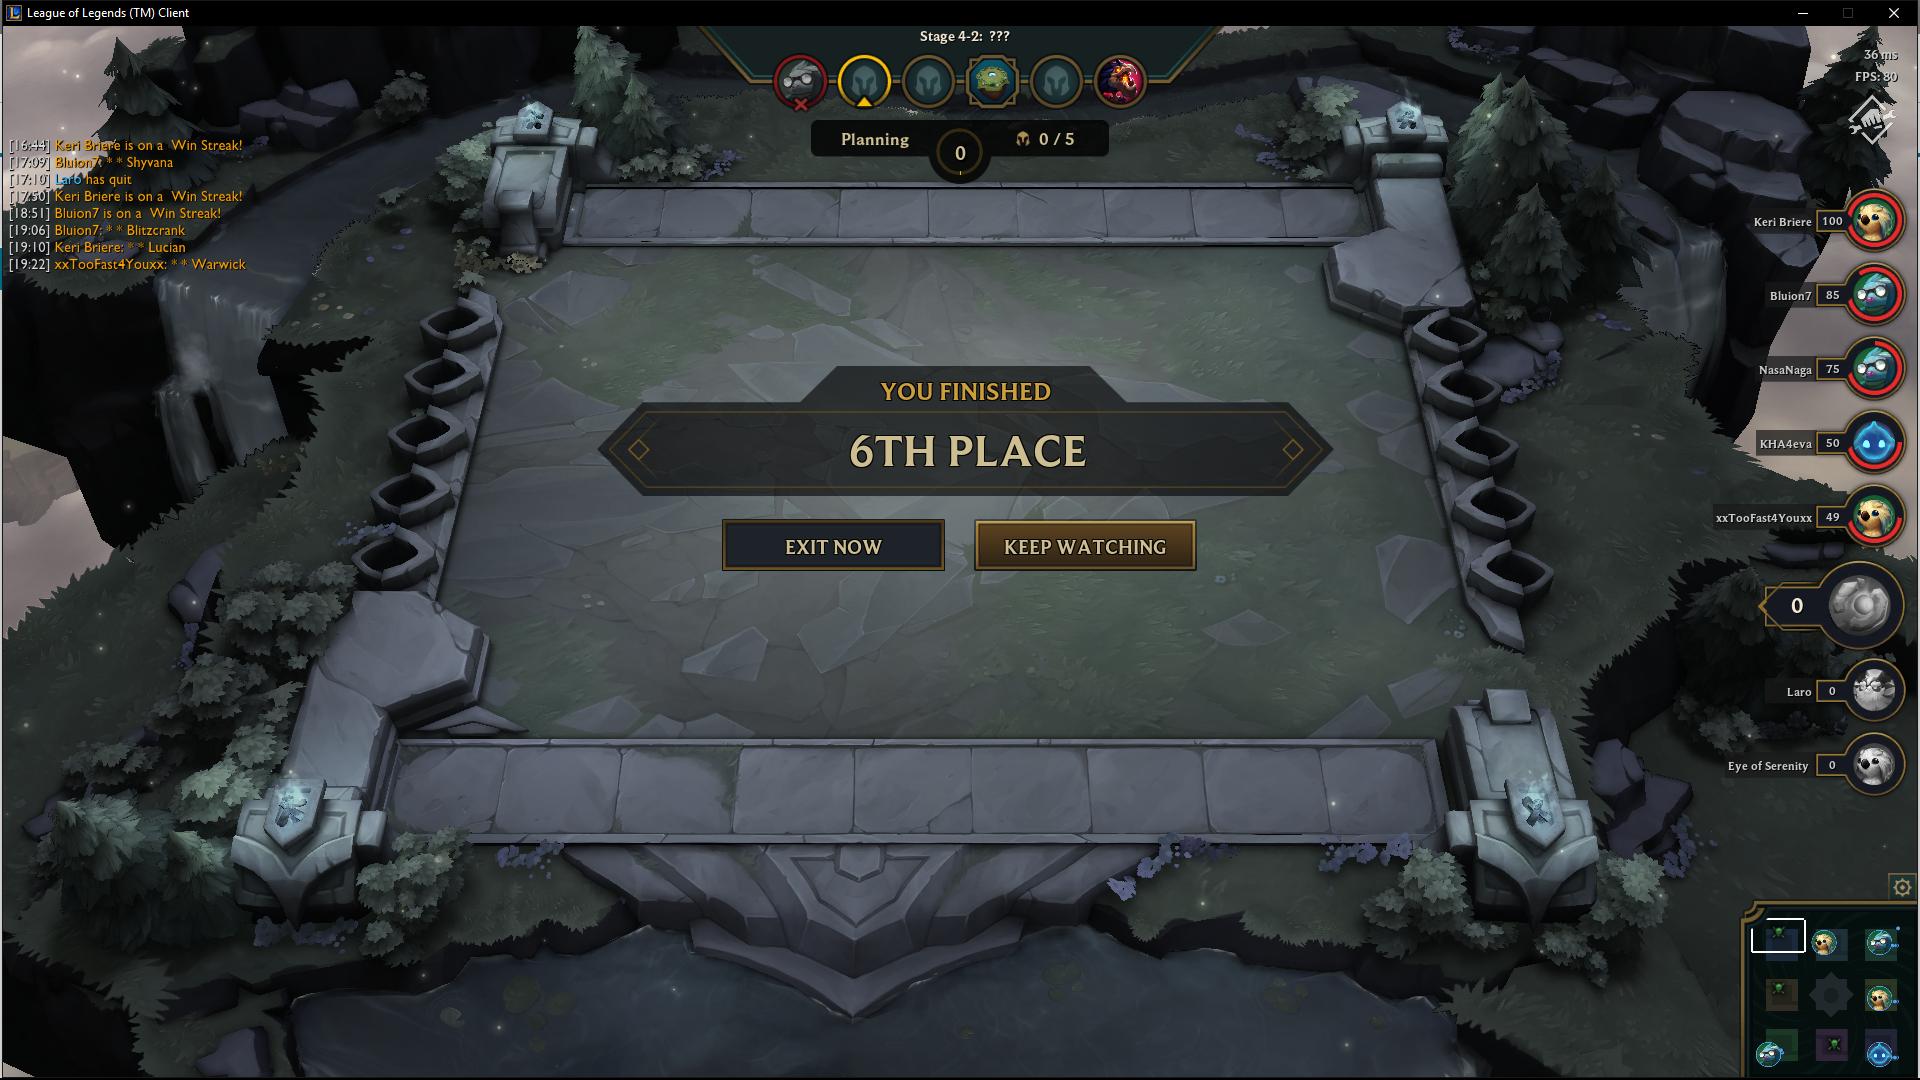 League of Legends (TM) Client
Stage 4-2: ???
36 ms
FPS: 80
Planning
0
0 / 5
[16:44] Keri Briere is on a Win Streak!
[17:09] Bluion7: * * Shyvana
[17:10] Laro has quit
[17:50] Keri Briere is on a Win Streak!
[18:51] Bluion7 is on a Win Streak!
[19:06] Bluion7: * * Blitzcrank
[19:10] Keri Briere: * * Lucian
[19:22] xxTooFast4Youxx: * * Warwick
Keri Briere 100
Bluion7 85
NasaNaga 75
KHA4eva 50
xxTooFast4Youxx 49
0
Laro 0
Eye of Serenity 0
YOU FINISHED
6TH PLACE
EXIT NOW
KEEP WATCHING